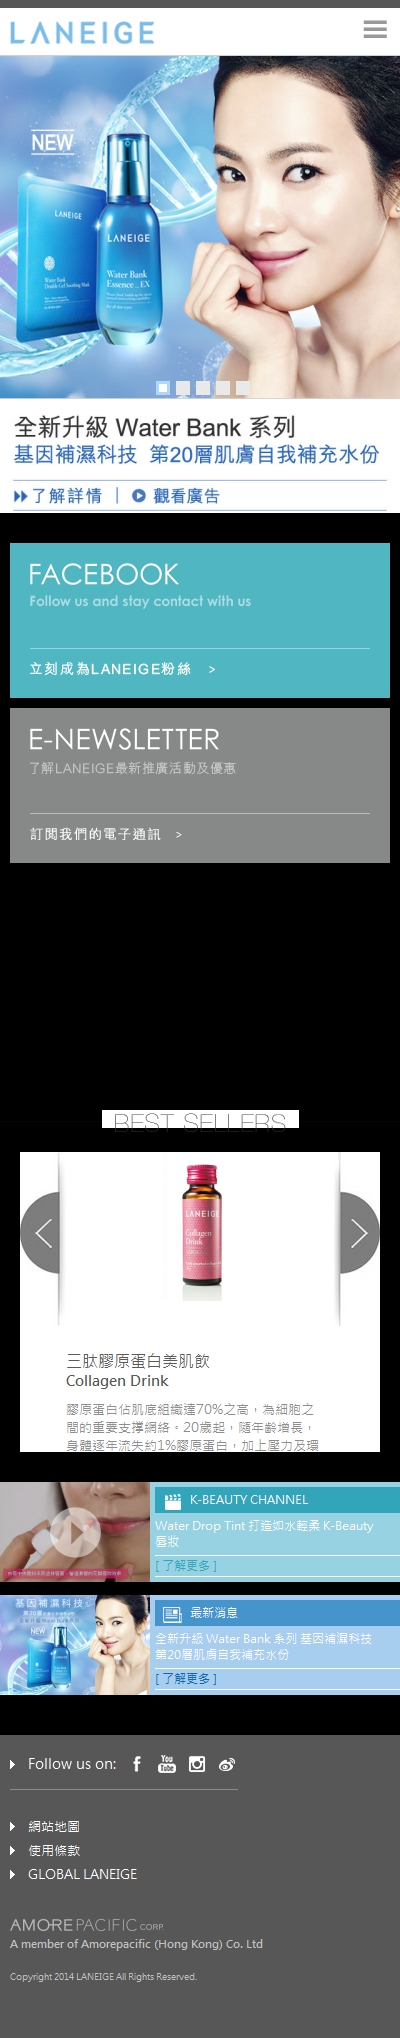 LANEIGE
NEW
LANEIGE
Water Bank
Double Gel Soothing Mask
LANEIGE
Water Bank
Essence_EX
全新升級 Water Bank 系列
基因補濕科技 第20層肌膚自我補充水份
了解詳情 | 觀看廣告
FACEBOOK
Follow us and stay contact with us
立刻成為LANEIGE粉絲 >
E-NEWSLETTER
了解LANEIGE最新推廣活動及優惠
訂閱我們的電子通訊 >
BEST SELLERS
LANEIGE
Collagen
Drink
三肽膠原蛋白美肌飲
Collagen Drink
膠原蛋白佔肌底組織達70%之高，為細胞之
間的重要支撐網絡。20歲起，隨年齡增長，
身體逐年流失約1%膠原蛋白，加上壓力及環
K-BEAUTY CHANNEL
Water Drop Tint 打造如水輕柔 K-Beauty
唇妝
[ 了解更多 ]
基因補濕科技
NEW
最新消息
全新升級 Water Bank 系列 基因補濕科技
第20層肌膚自我補充水份
[ 了解更多 ]
Follow us on:
You
Tube
網站地圖
使用條款
GLOBAL LANEIGE
AMOREPACIFIC CORP.
A member of Amorepacific (Hong Kong) Co. Ltd
Copyright 2014 LANEIGE All Rights Reserved.